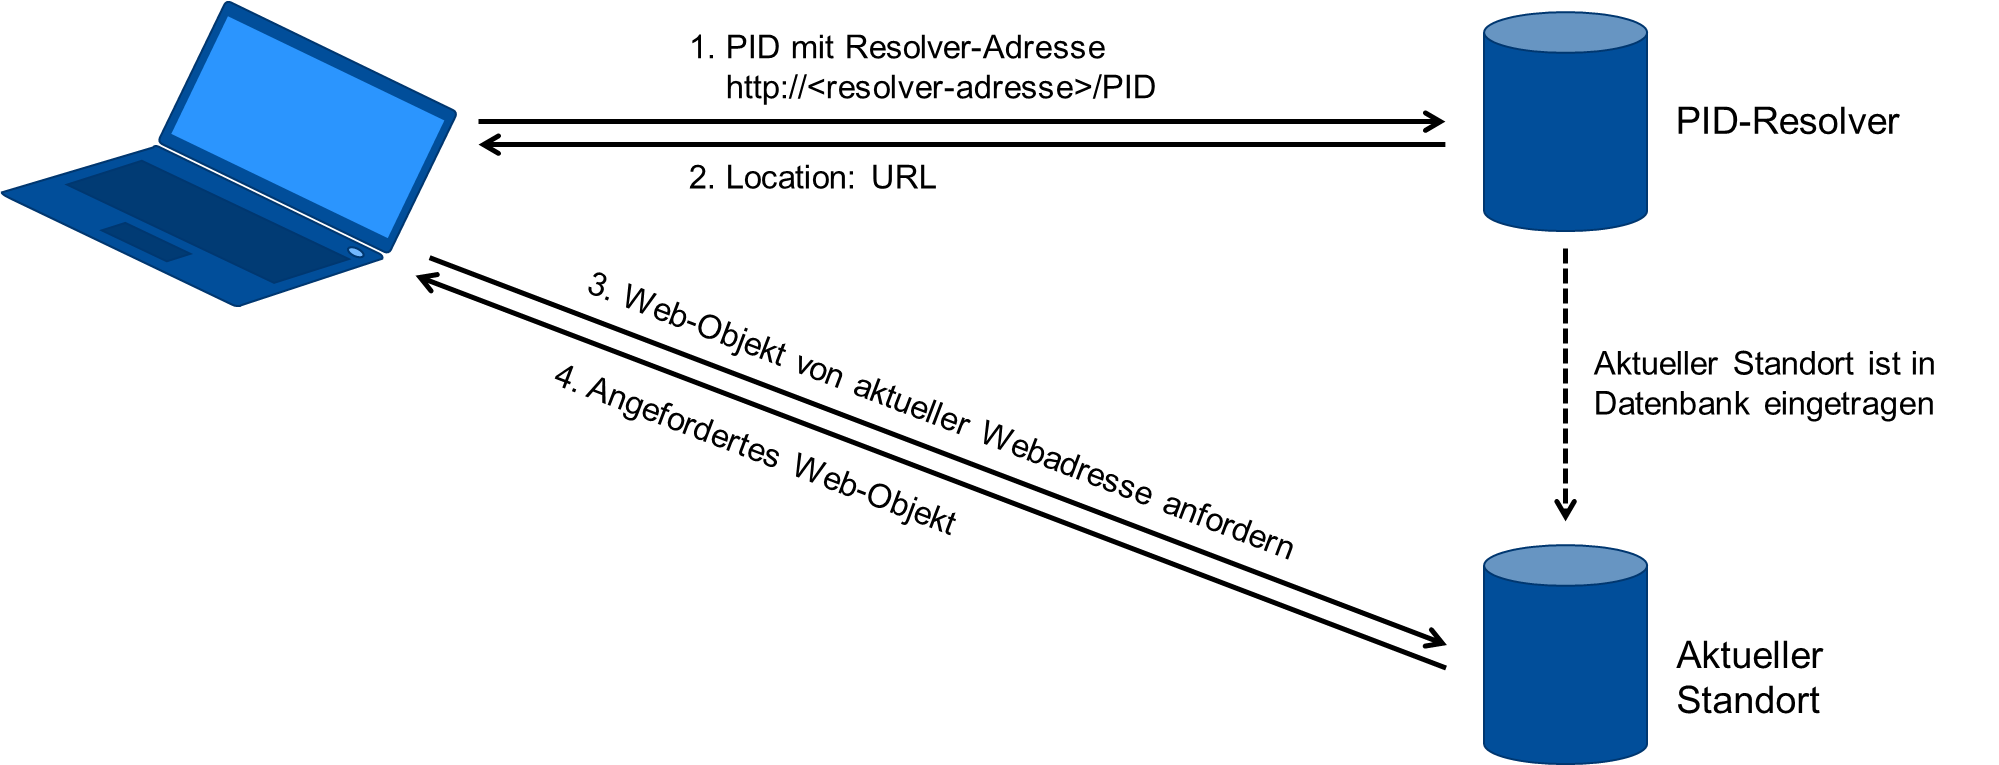 1. PID mit Resolver-Adresse
http://<resolver-adresse>/PID
PID-Resolver
2. Location: URL
3. Web-Objekt von aktueller Webadresse anfordern
4. Angefordertes Web-Objekt
Aktueller Standort ist in
Datenbank eingetragen
Aktueller
Standort